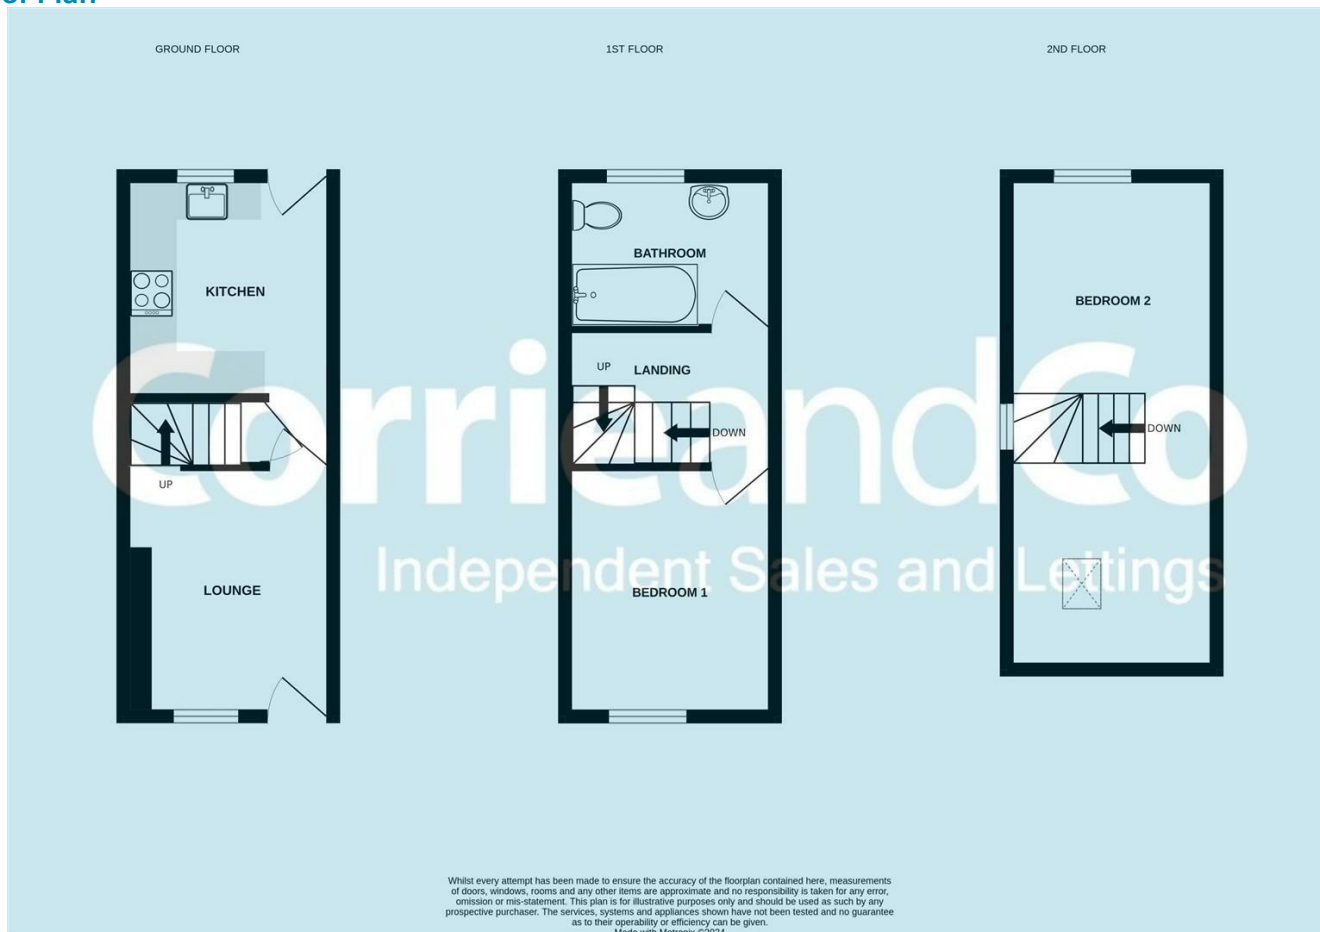 GROUND FLOOR
1ST FLOOR
2ND FLOOR
KITCHEN
UP
LOUNGE
BATHROOM
UP
LANDING
DOWN
BEDROOM 1
BEDROOM 2
DOWN
CorrieandCo
Independent Sales and Lettings
Whilst every attempt has been made to ensure the accuracy of the floorplan contained here, measurements
of doors, windows, rooms and any other items are approximate and no responsibility is taken for any error,
omission or mis-statement. This plan is for illustrative purposes only and should be used as such by any
prospective purchaser. The services, systems and appliances shown have not been tested and no guarantee
as to their operability or efficiency can be given.
Made with Metropix ©2024